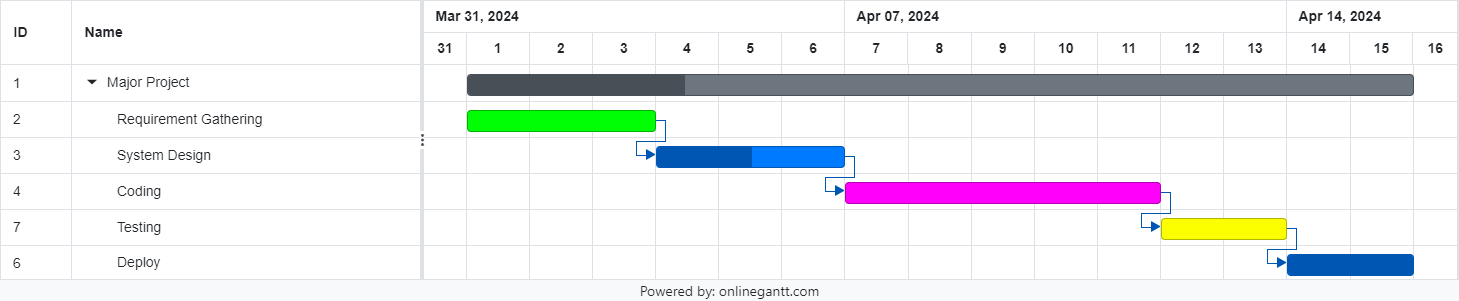 ID Name Mar 31, 2024 Apr 07, 2024 Apr 14, 2024
31 1 2 3 4 5 6 7 8 9 10 11 12 13 14 15 16
1 Major Project
2 Requirement Gathering
3 System Design
4 Coding
7 Testing
6 Deploy
Powered by: onlinegantt.com